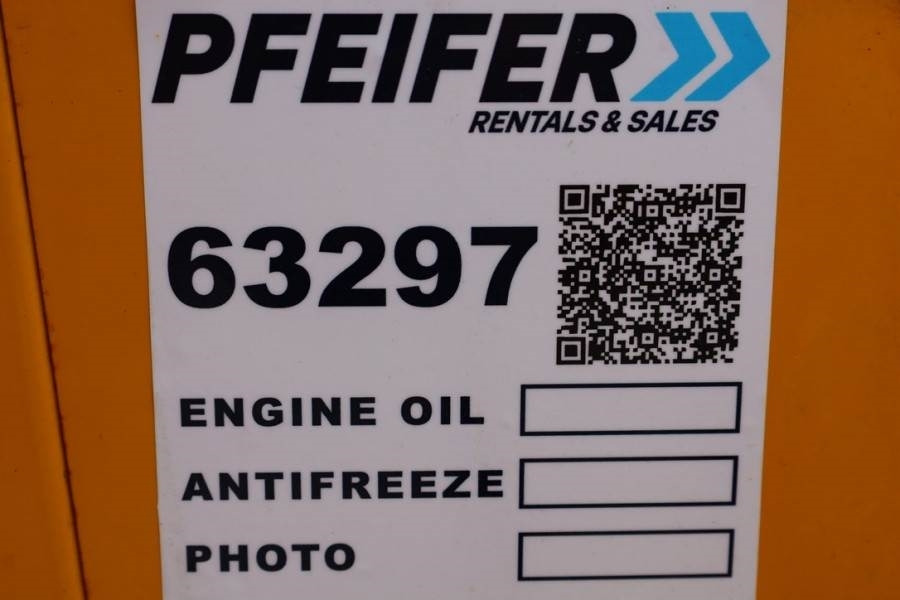 PFEIFER
RENTALS & SALES
63297
ENGINE OIL
ANTIFREEZE
PHOTO